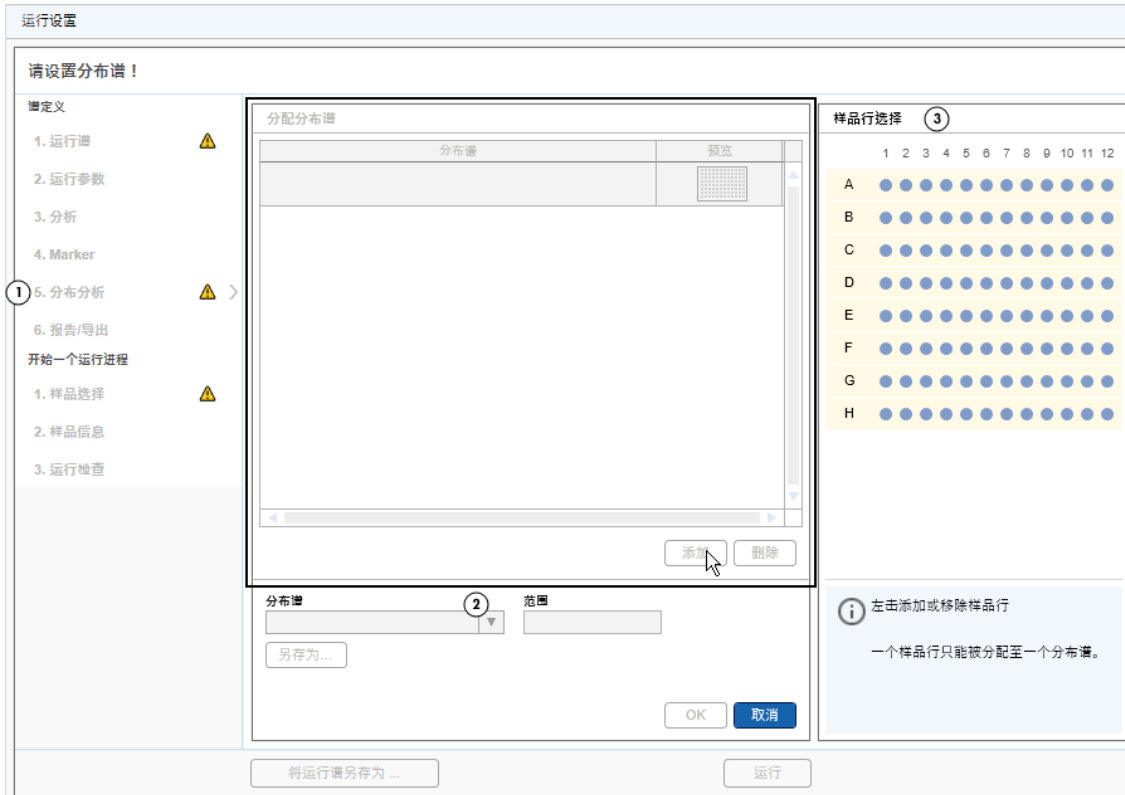 运行设置
请设置分布谱！
谱定义
1. 运行谱
2. 运行参数
3. 分析
4. Marker
1
5. 分布分析
6. 报告/导出
开始一个运行进程
1. 样品选择
2. 样品信息
3. 运行检查
分配分布谱
分布谱 预览
添加 删除
分布谱 2 范围
另存为...
OK 取消
样品行选择 3
1 2 3 4 5 6 7 8 9 10 11 12
A
B
C
D
E
F
G
H
左击添加或移除样品行
一个样品行只能被分配至一个分布谱。
将运行谱另存为 ... 运行